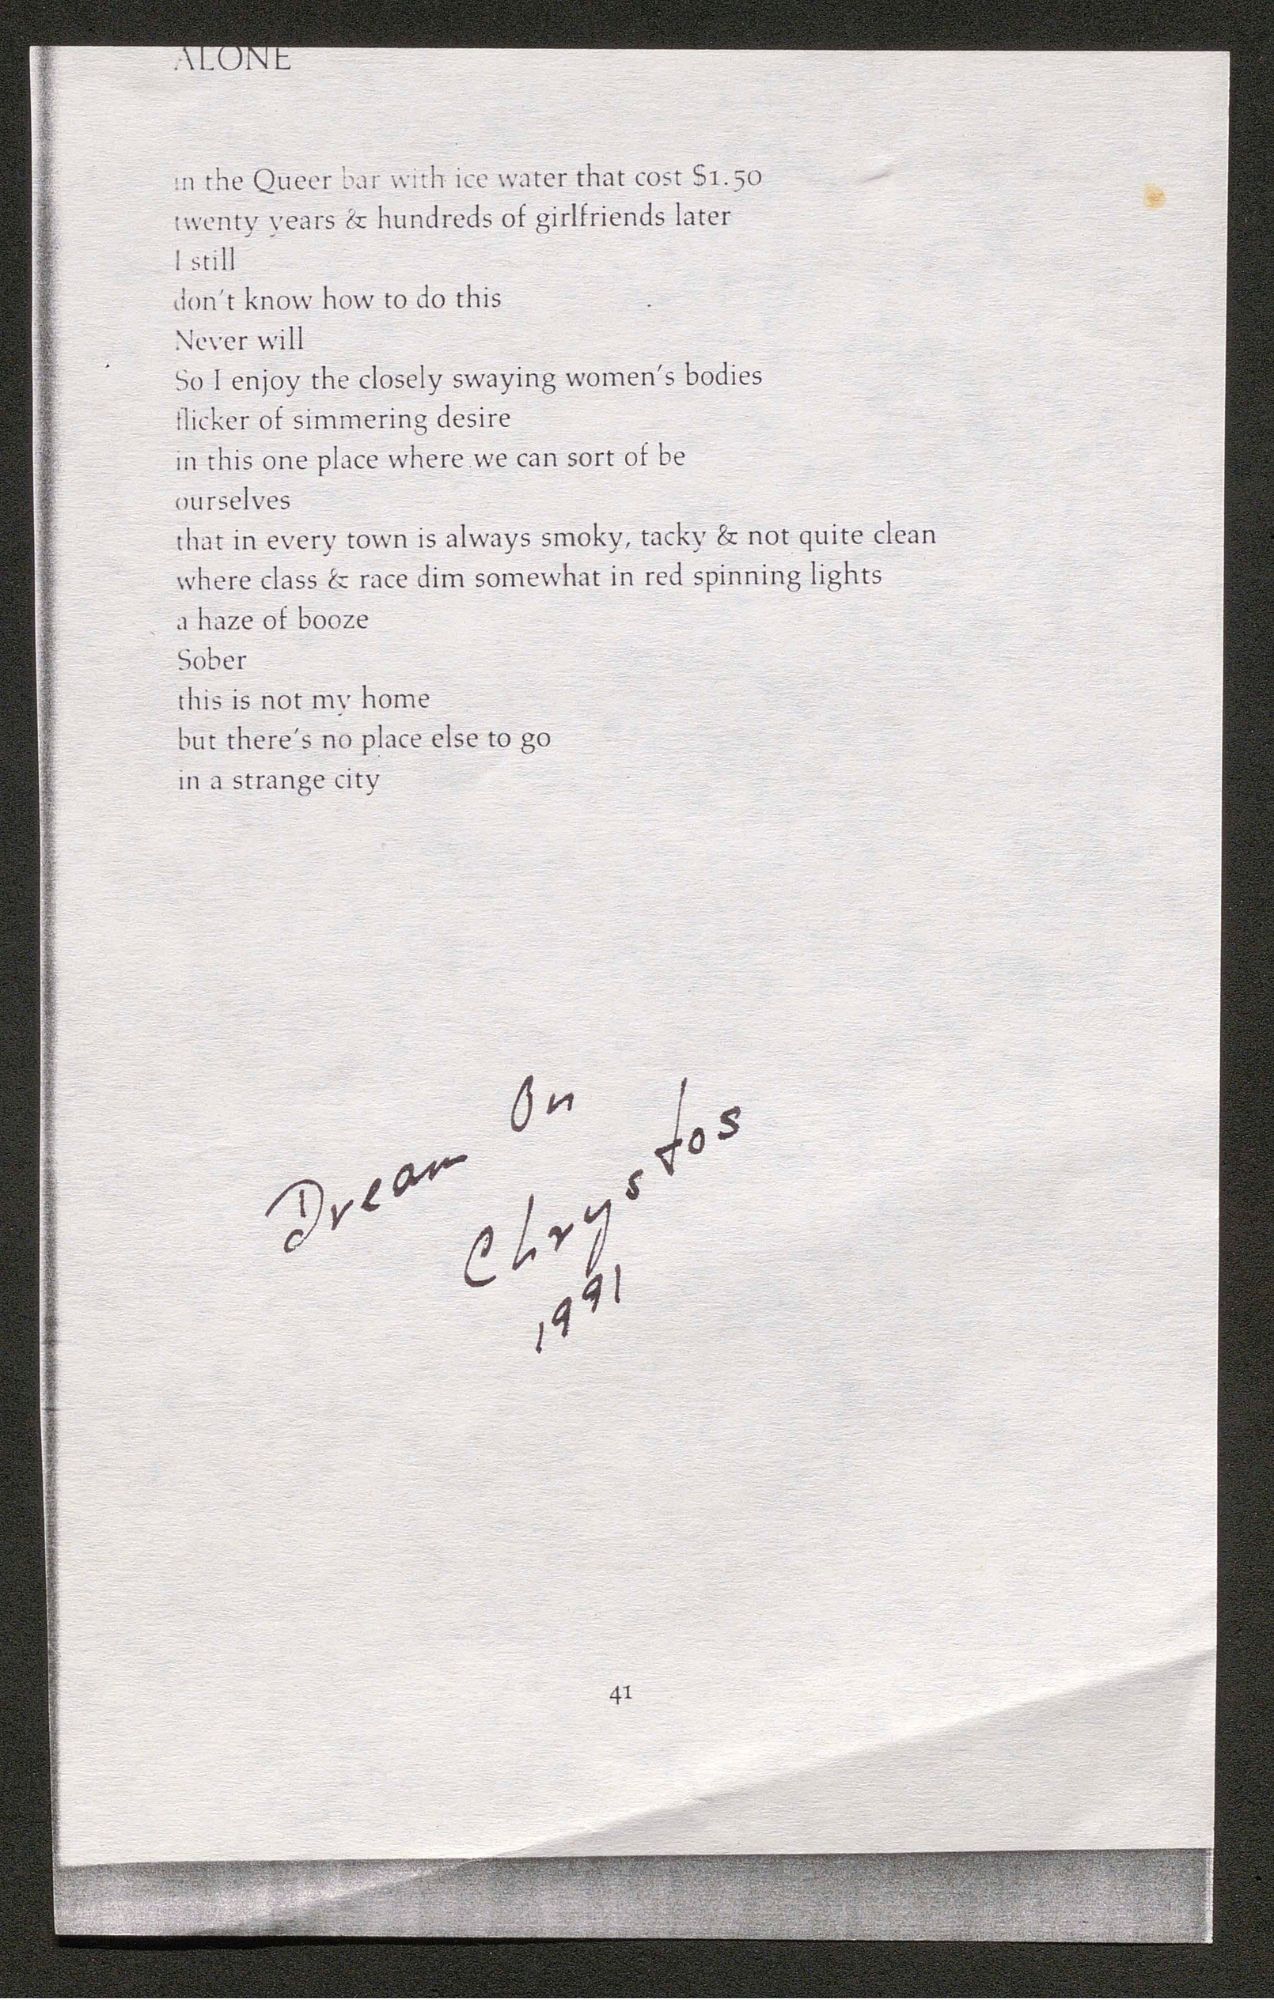 ALONE
in the Queer bar with ice water that cost $1.50
twenty years & hundreds of girlfriends later
I still
don't know how to do this
Never will
So I enjoy the closely swaying women's bodies
flicker of simmering desire
in this one place where we can sort of be
ourselves
that in every town is always smoky, tacky & not quite clean
where class & race dim somewhat in red spinning lights
a haze of booze
Sober
this is not my home
but there's no place else to go
in a strange city
Dream On
Chrystos
1991
41